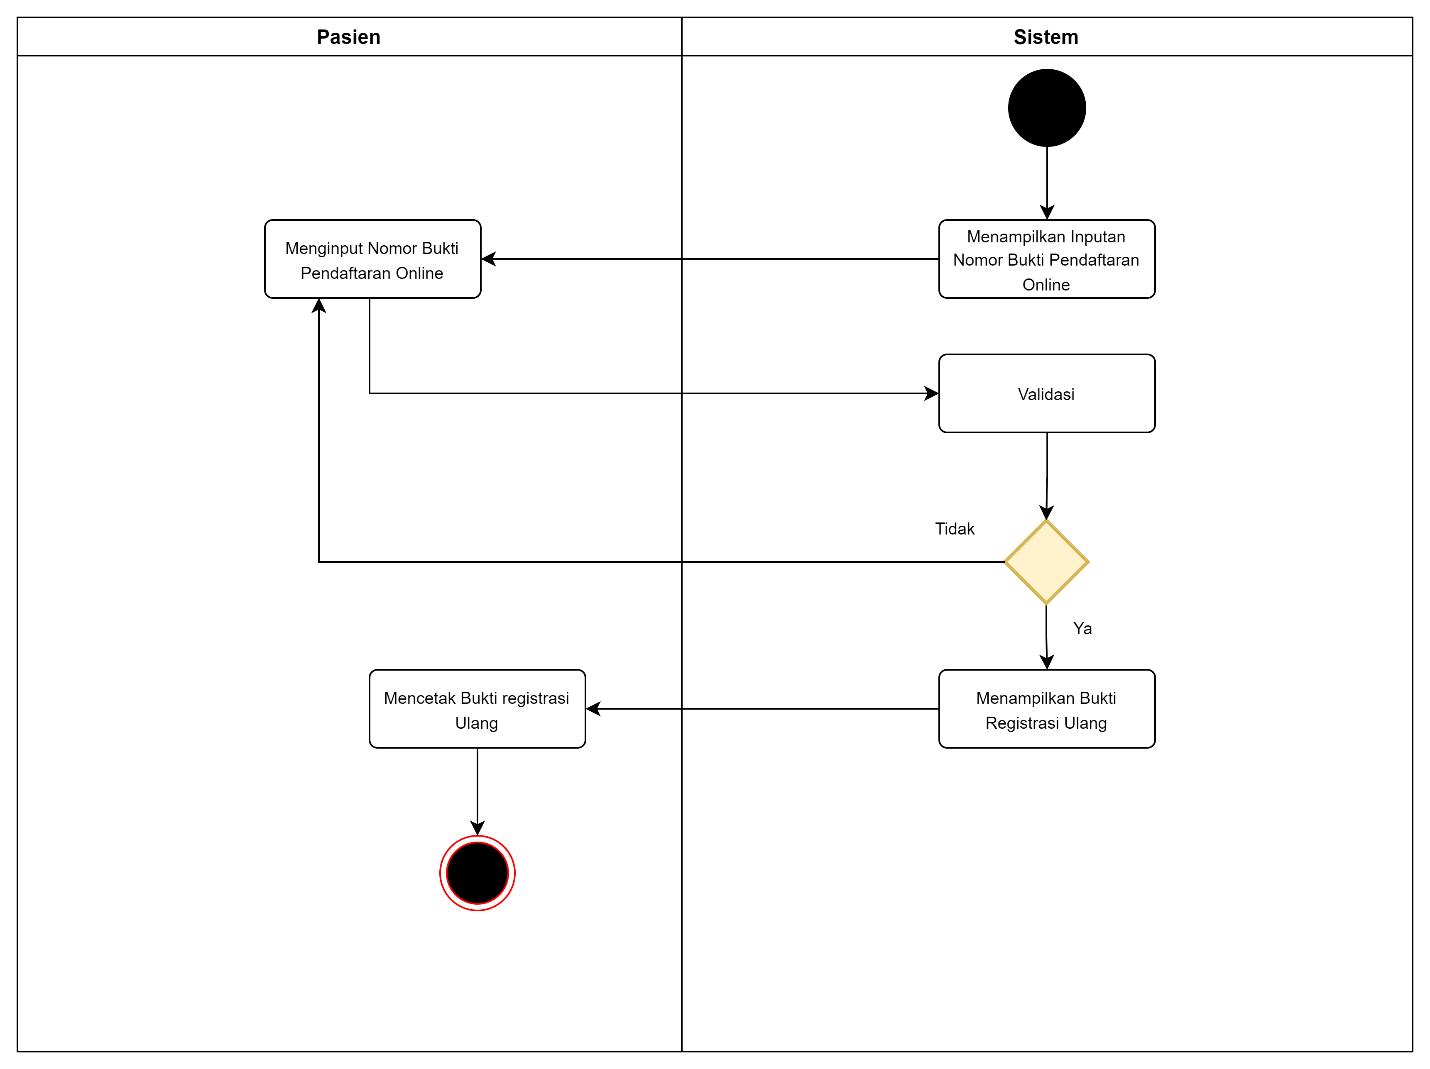 Pasien
Sistem
Menampilkan Inputan
Nomor Bukti Pendaftaran
Online
Menginput Nomor Bukti
Pendaftaran Online
Validasi
Tidak
Ya
Menampilkan Bukti
Registrasi Ulang
Mencetak Bukti registrasi
Ulang